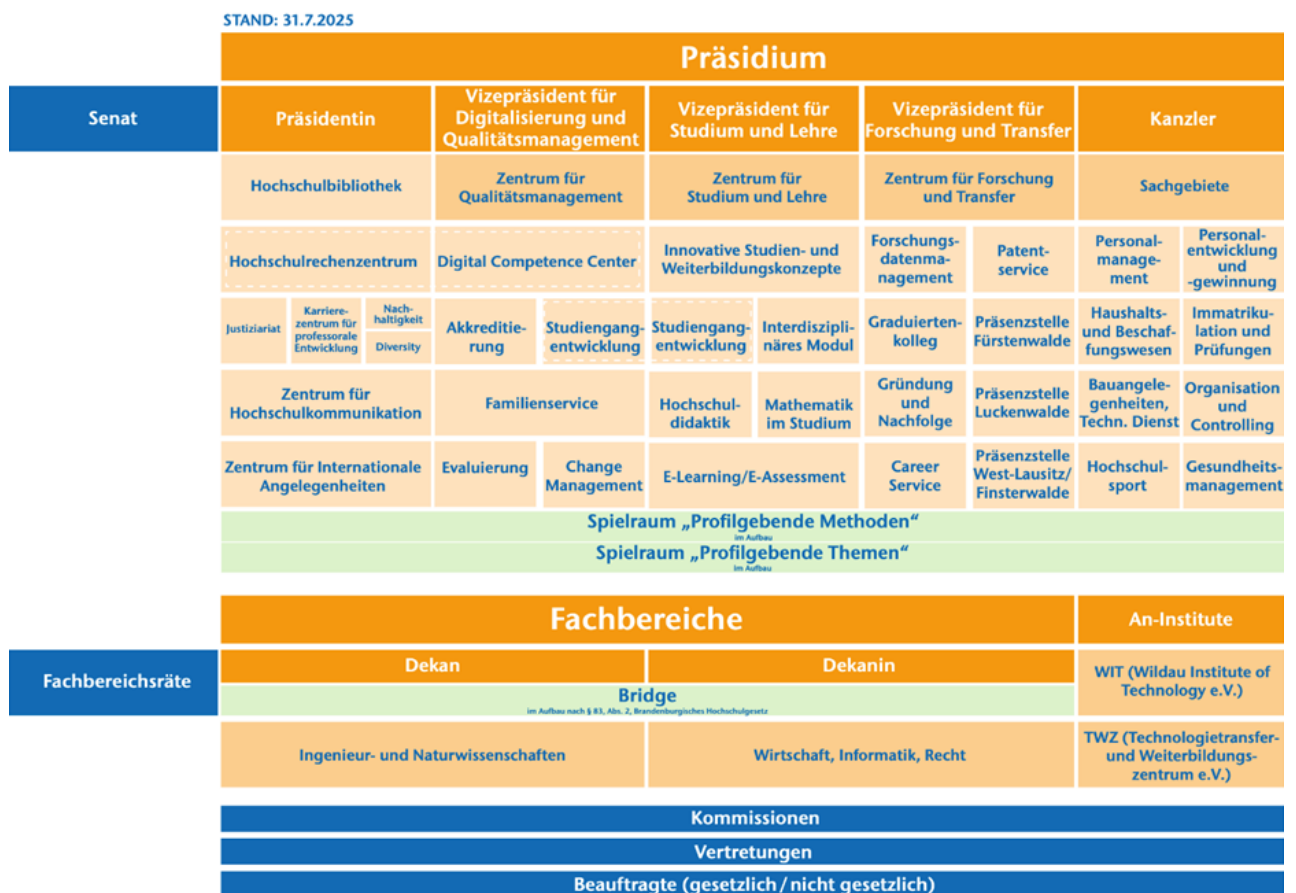 STAND: 31.7.2025
Präsidium
Senat
Präsidentin
Vizepräsident für
Digitalisierung und
Qualitätsmanagement
Vizepräsident für
Studium und Lehre
Vizepräsident für
Forschung und Transfer
Kanzler
Hochschulbibliothek
Zentrum für
Qualitätsmanagement
Zentrum für
Studium und Lehre
Zentrum für Forschung
und Transfer
Sachgebiete
Hochschulrechenzentrum
Digital Competence Center
Innovative Studien- und
Weiterbildungskonzepte
Forschungs-
datenma-
nagement
Patent-
service
Personal-
manage-
ment
Personal-
entwicklung
und
-gewinnung
Justiziariat
Karriere-
zentrum für
professorale
Entwicklung
Nach-
haltigkeit
Diversity
Akkreditie-
rung
Studiengang-
entwicklung
Studiengang-
entwicklung
Interdiszipli-
näres Modul
Graduierten-
kolleg
Präsenzstelle
Fürstenwalde
Haushalts-
und Beschaf-
fungswesen
Immatriku-
lation und
Prüfungen
Zentrum für
Hochschulkommunikation
Familienservice
Hochschul-
didaktik
Mathematik
im Studium
Gründung
und
Nachfolge
Präsenzstelle
Luckenwalde
Bauangele-
genheiten,
Techn. Dienst
Organisation
und
Controlling
Zentrum für Internationale
Angelegenheiten
Evaluierung
Change
Management
E-Learning/E-Assessment
Career
Service
Präsenzstelle
West-Lausitz/
Finsterwalde
Hochschul-
sport
Gesundheits-
management
Spielraum „Profilgebende Methoden“
im Aufbau
Spielraum „Profilgebende Themen“
im Aufbau
Fachbereiche
An-Institute
Fachbereichsräte
Dekan
Dekanin
Bridge
im Aufbau nach § 83, Abs. 2, Brandenburgisches Hochschulgesetz
WIT (Wildau Institute of
Technology e.V.)
Ingenieur- und Naturwissenschaften
Wirtschaft, Informatik, Recht
TWZ (Technologietransfer-
und Weiterbildungs-
zentrum e.V.)
Kommissionen
Vertretungen
Beauftragte (gesetzlich / nicht gesetzlich)